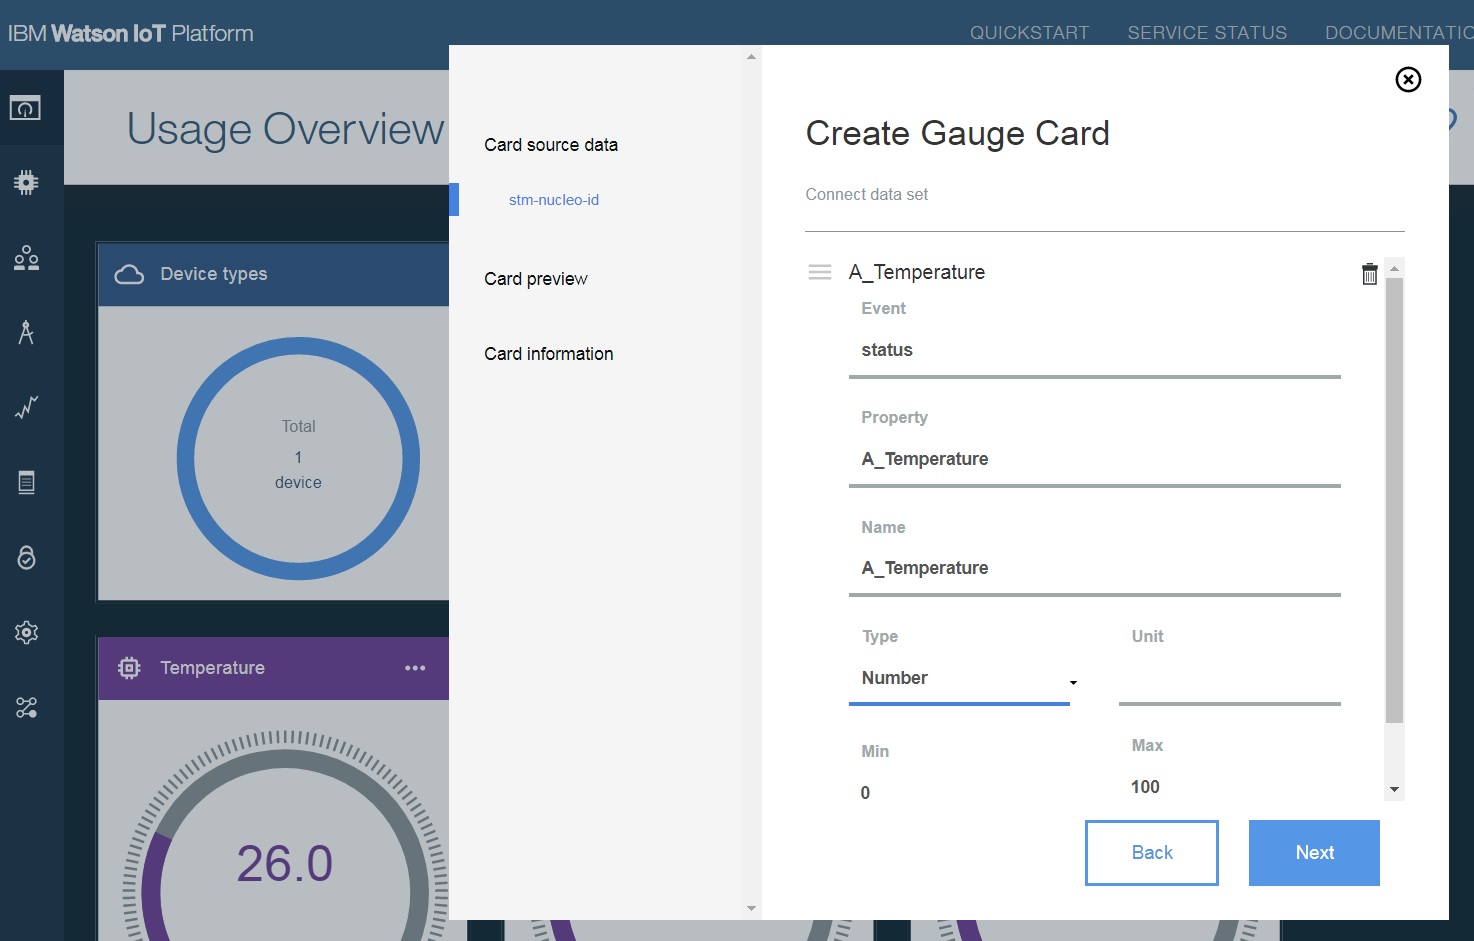 IBM Watson IoT Platform
QUICKSTART SERVICE STATUS DOCUMENTATIO
Usage Overview
Device types
Total
1
device
Temperature
26.0
Card source data
stm-nucleo-id
Card preview
Card information
Create Gauge Card
Connect data set
A_Temperature
Event
status
Property
A_Temperature
Name
A_Temperature
Type Unit
Number
Min Max
0 100
Back Next